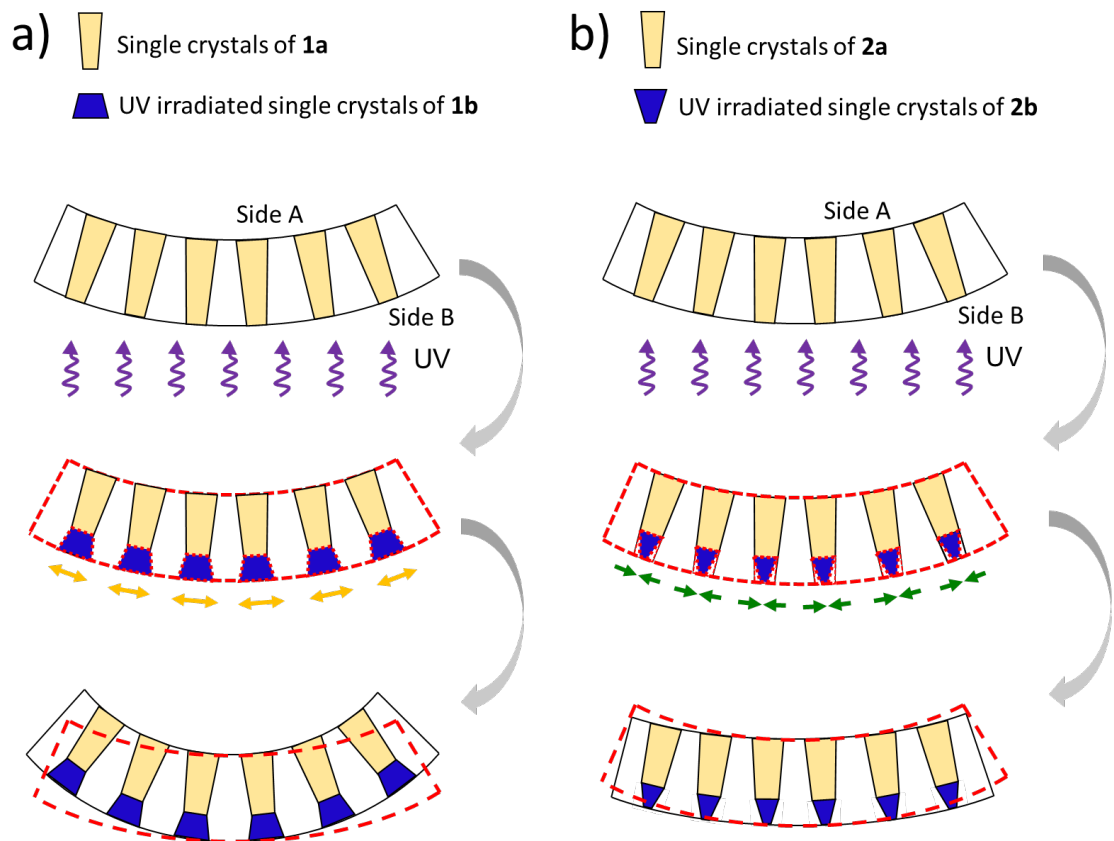 a)
Single crystals of 1a
UV irradiated single crystals of 1b
Side A
Side B
UV
b)
Single crystals of 2a
UV irradiated single crystals of 2b
Side A
Side B
UV